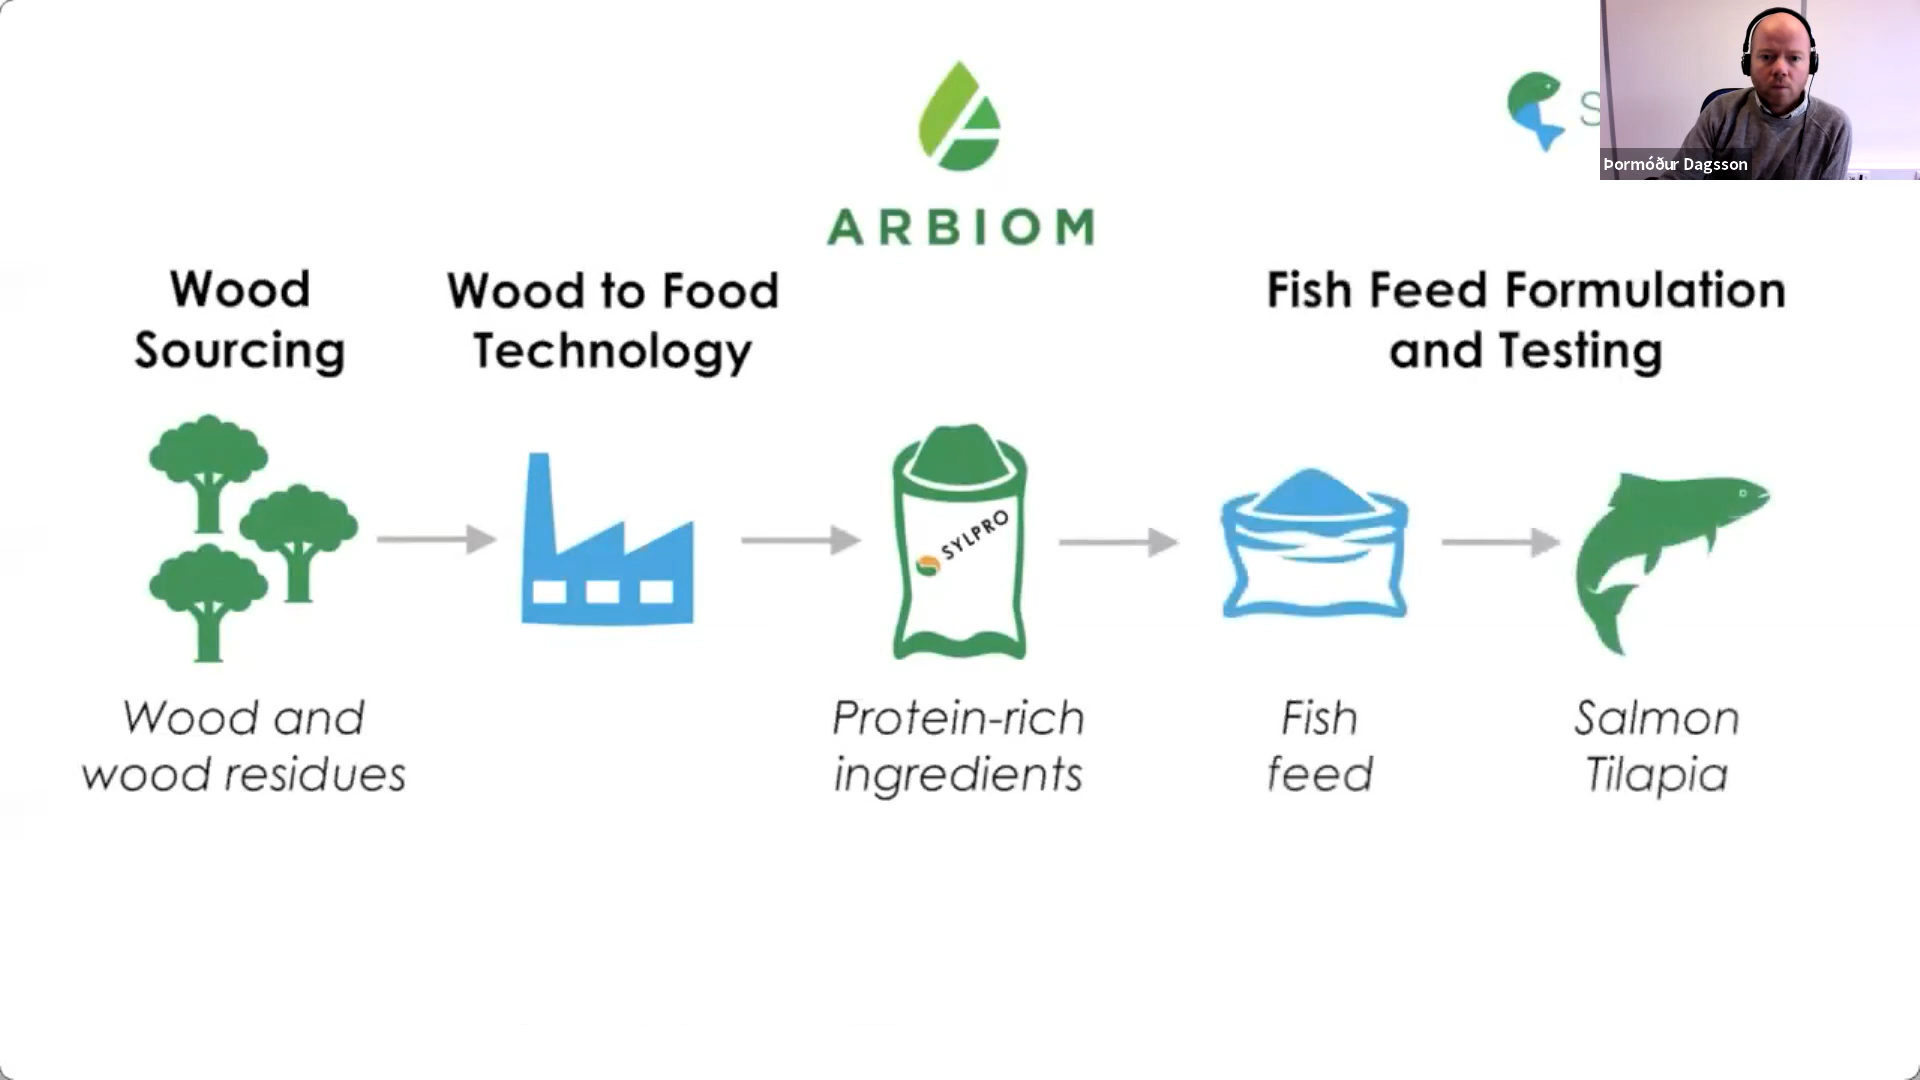 Þormóður Dagsson
ARBIOM
Wood
Sourcing
Wood to Food
Technology
Fish Feed Formulation
and Testing
SYLPRO
Wood and
wood residues
Protein-rich
ingredients
Fish
feed
Salmon
Tilapia